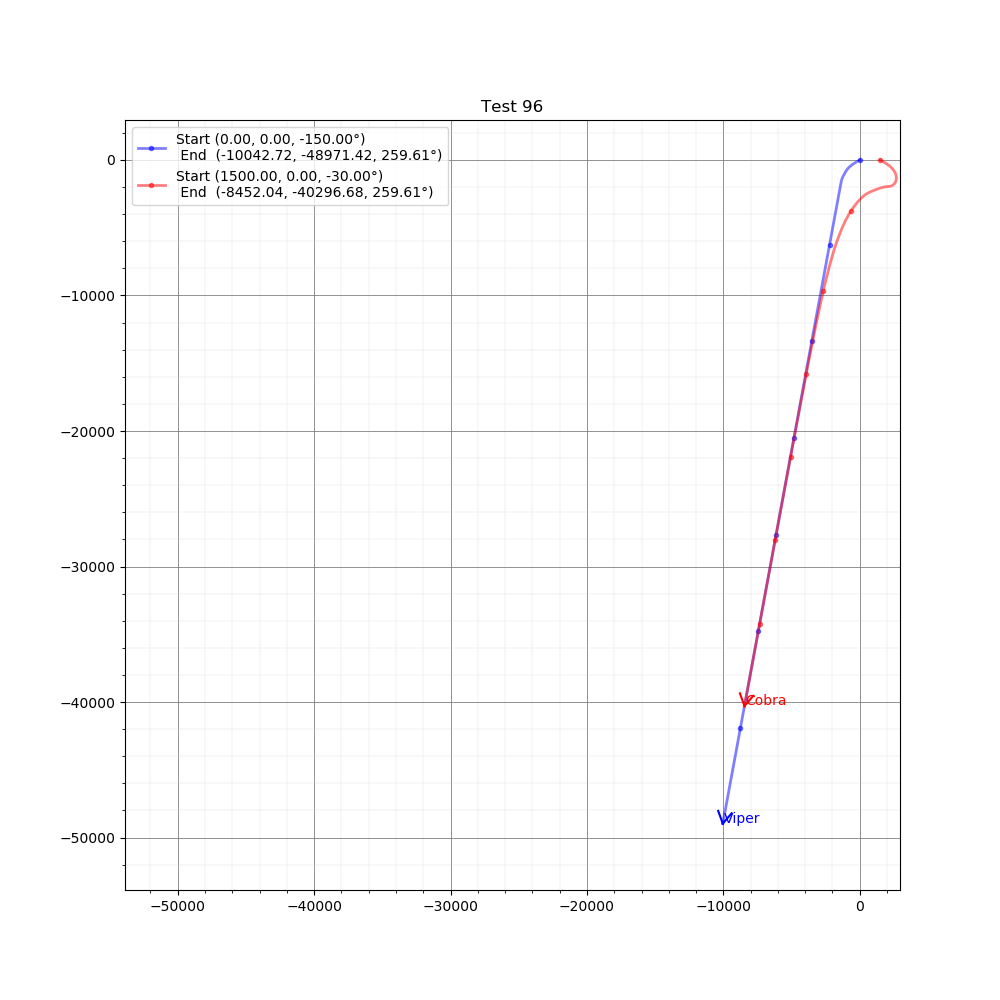 Test 96
Start (0.00, 0.00, -150.00°)
End (-10042.72, -48971.42, 259.61°)
Start (1500.00, 0.00, -30.00°)
End (-8452.04, -40296.68, 259.61°)
0
−10000
−20000
−30000
−40000
−50000
Cobra
Viper
−50000 −40000 −30000 −20000 −10000 0